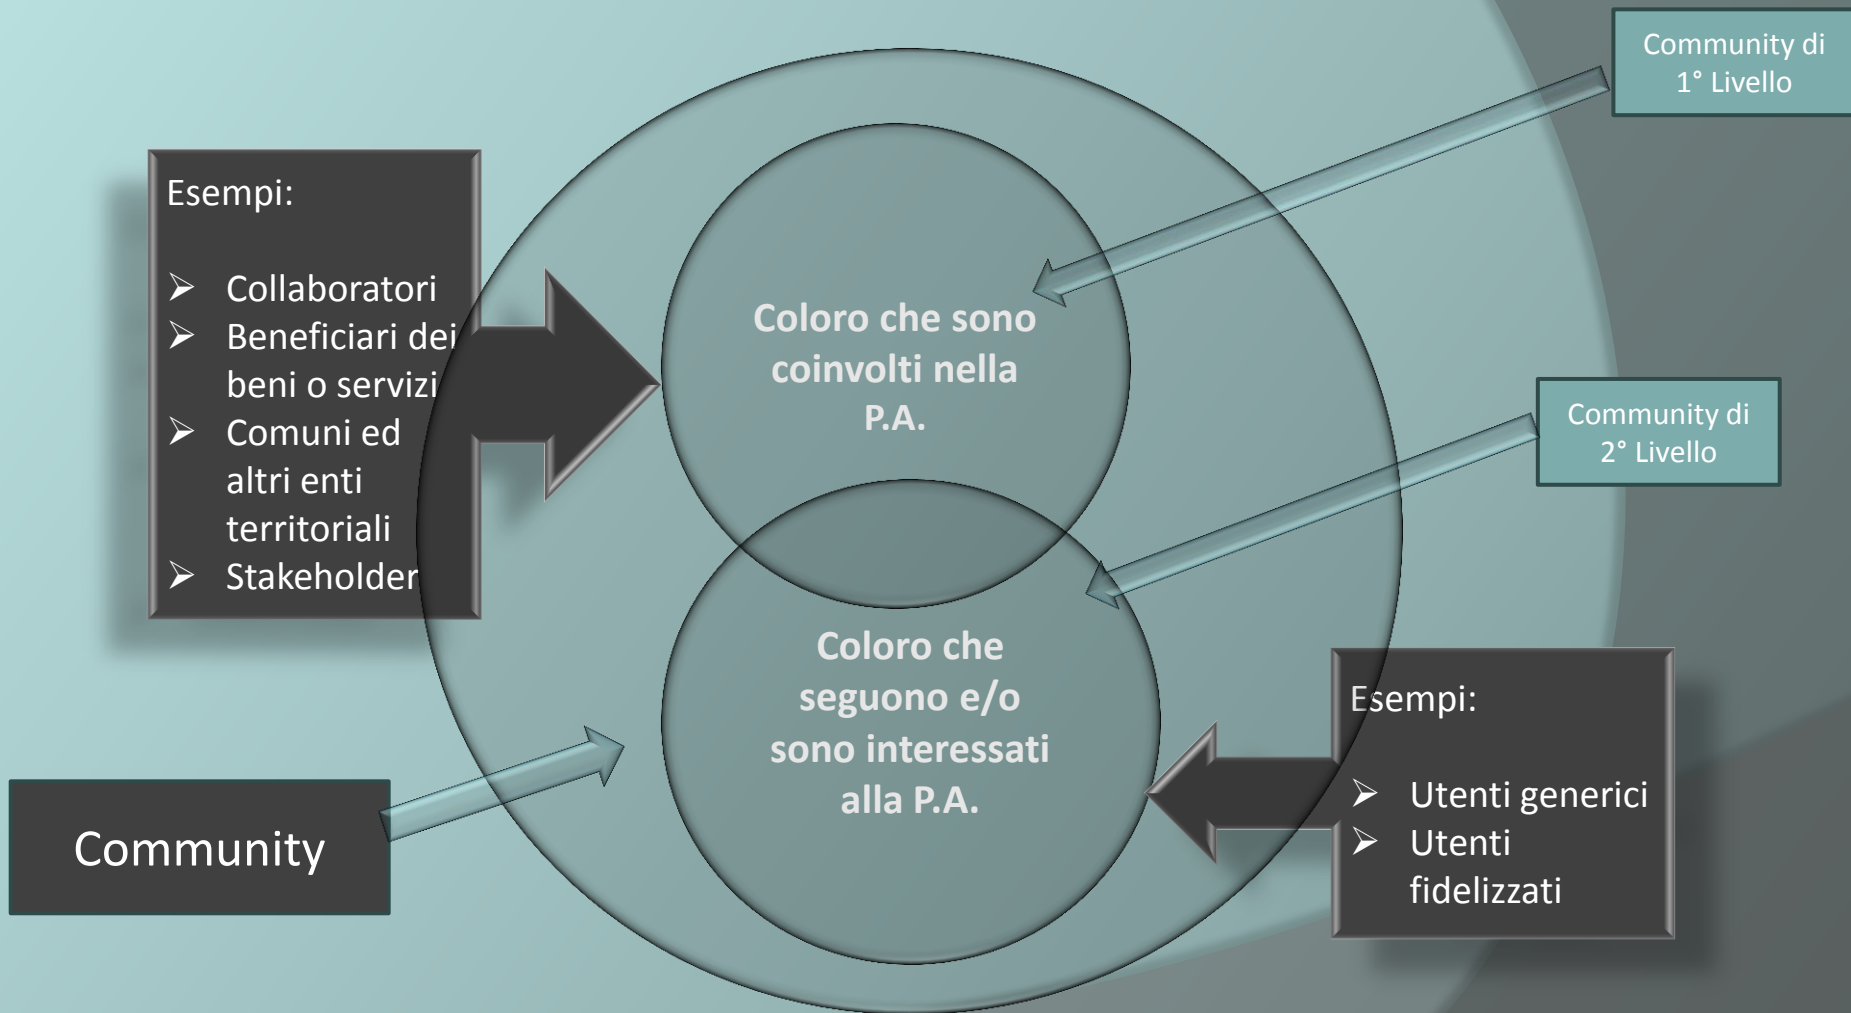 Community di
1° Livello
Esempi:
➢ Collaboratori
➢ Beneficiari dei
beni o servizi
➢ Comuni ed
altri enti
territoriali
➢ Stakeholder
Coloro che sono
coinvolti nella
P.A.
Community di
2° Livello
Coloro che
seguono e/o
sono interessati
alla P.A.
Esempi:
➢ Utenti generici
➢ Utenti
fidelizzati
Community